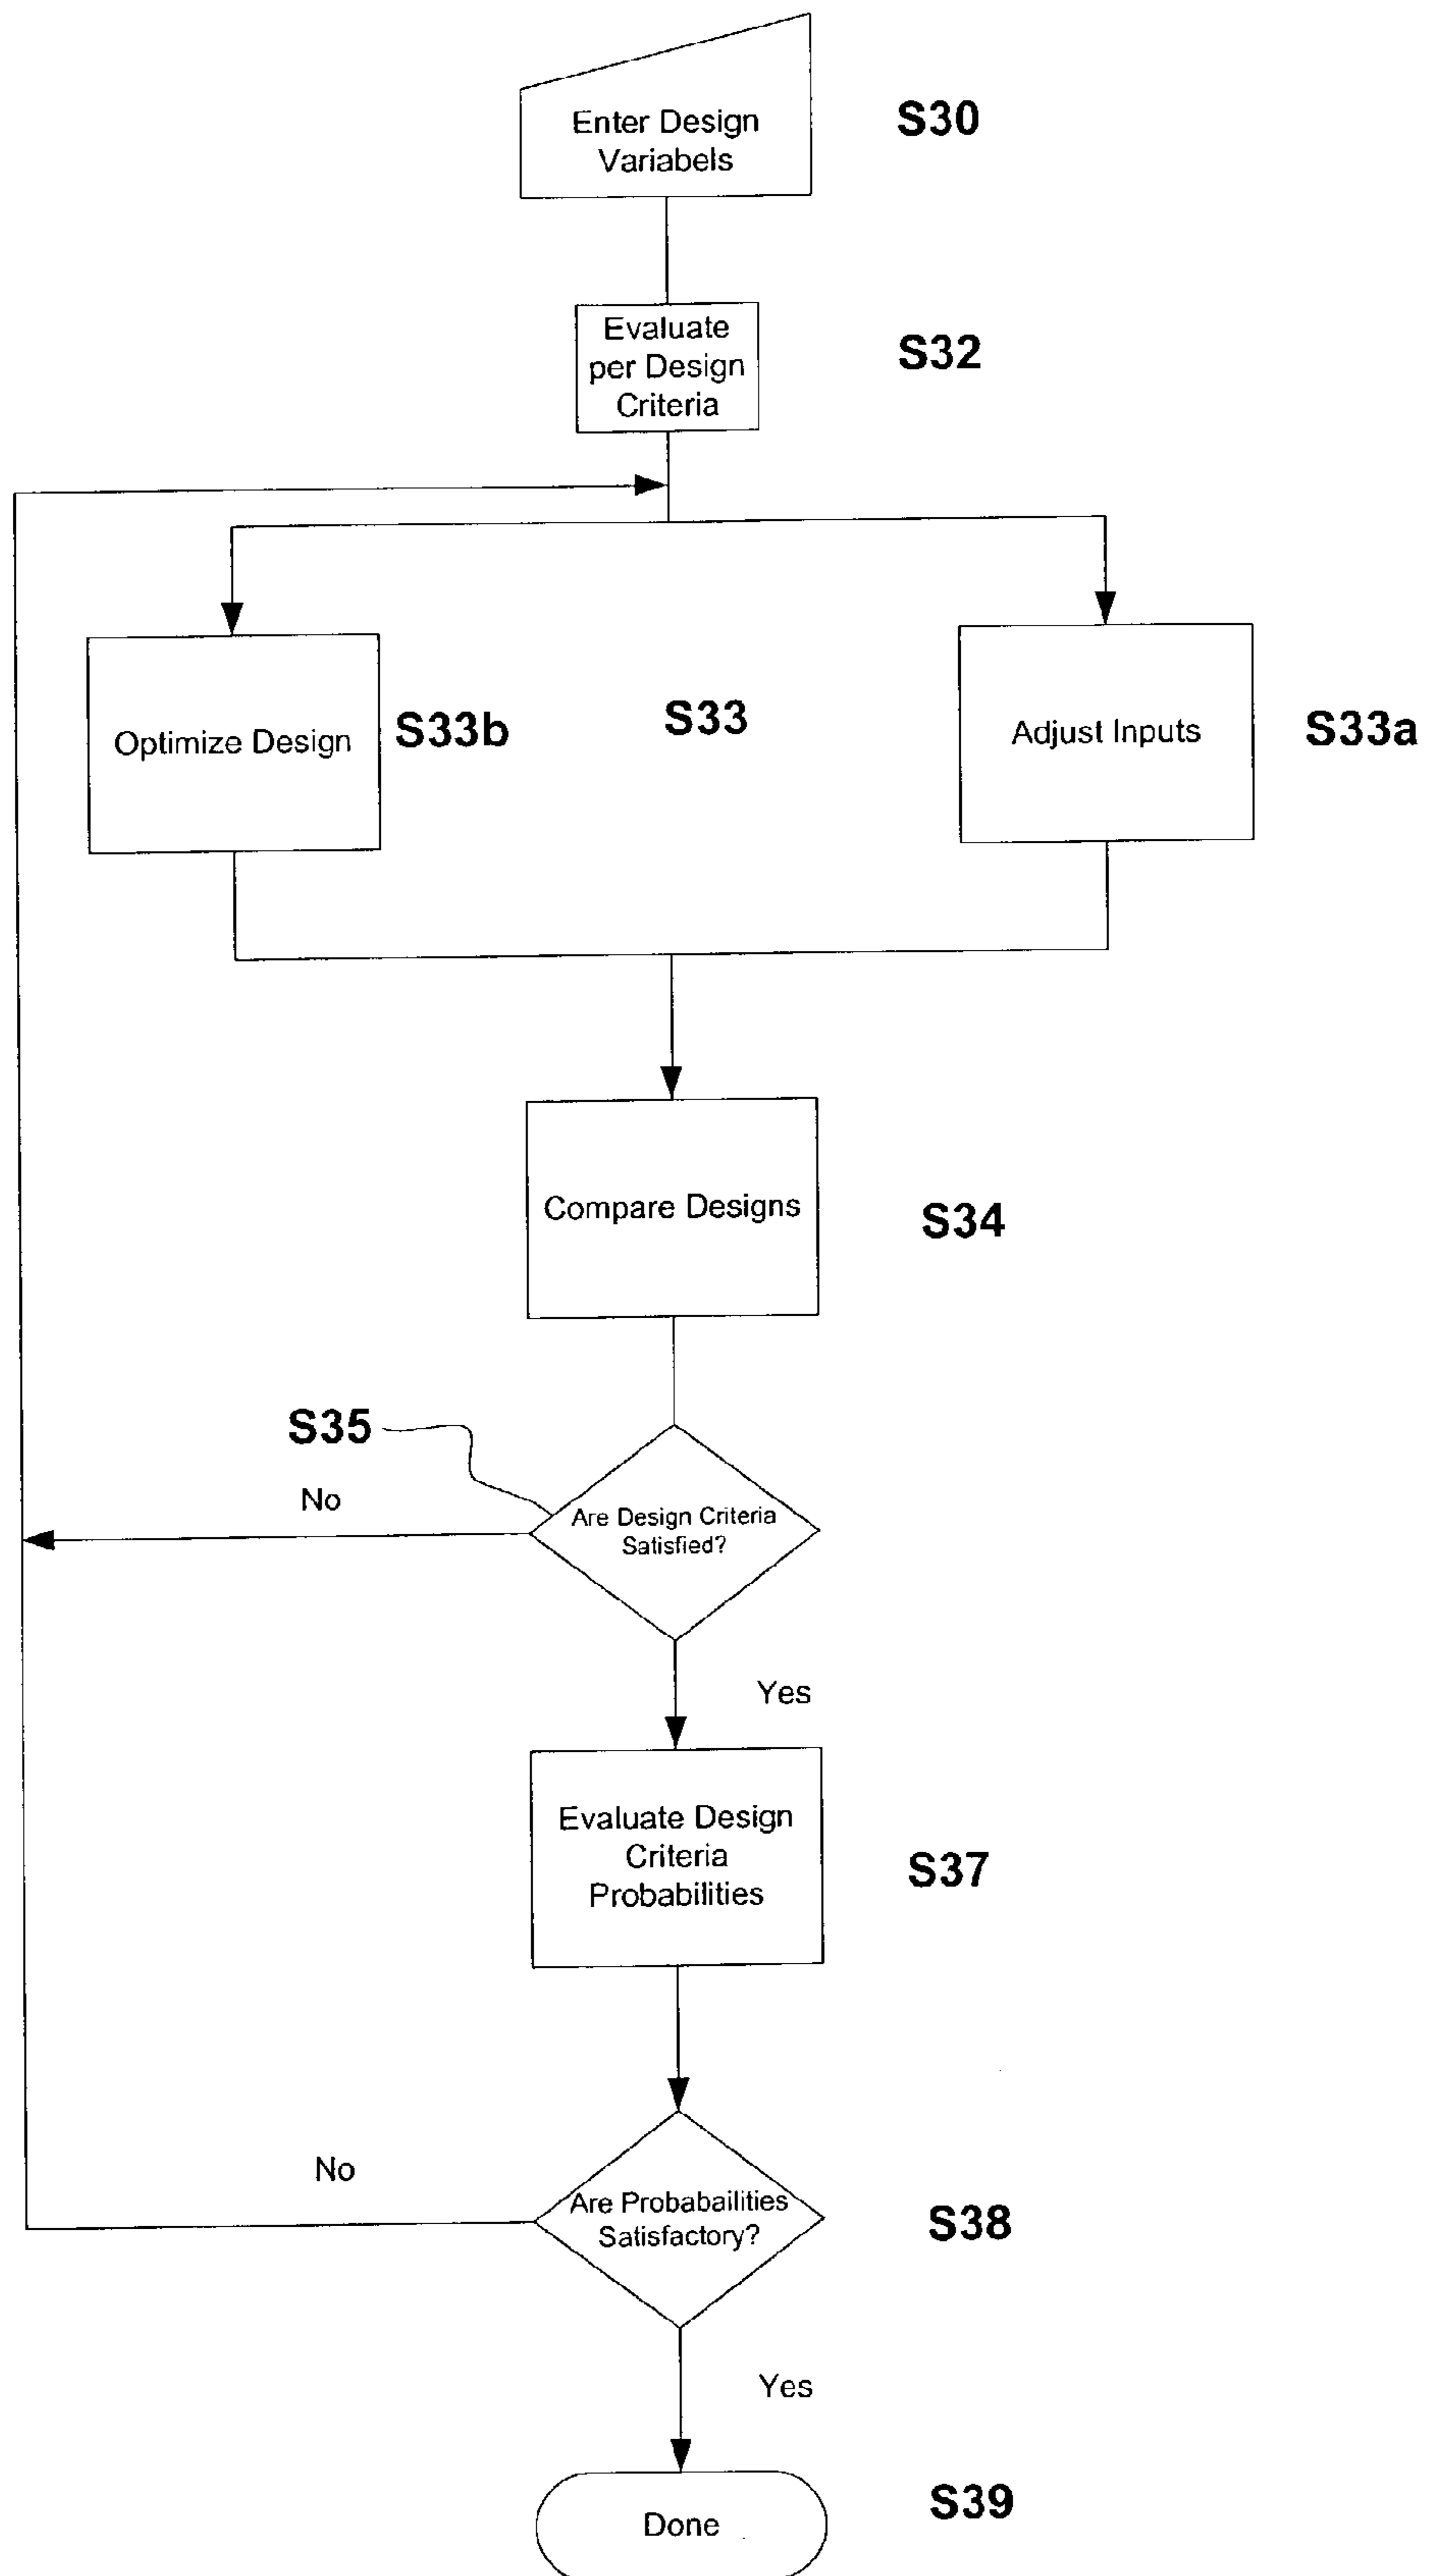 Enter Design
Variabels
S30
Evaluate
per Design
Criteria
S32
Optimize Design
S33b
S33
Adjust Inputs
S33a
Compare Designs
S34
S35
No
Are Design Criteria
Satisfied?
Yes
Evaluate Design
Criteria
Probabilities
S37
No
Are Probabailities
Satisfactory?
S38
Yes
Done
S39